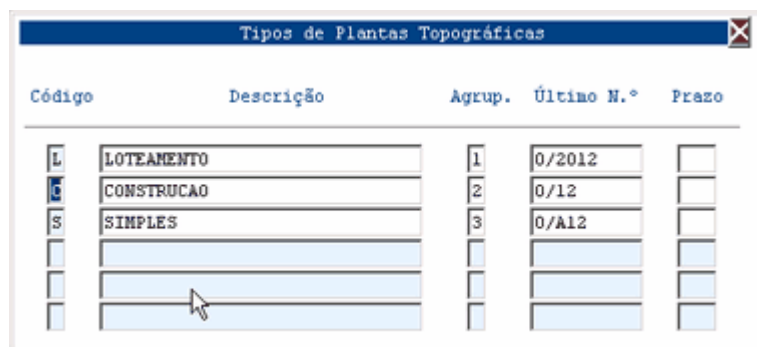 Tipos de Plantas Topográficas
Código Descrição Agrup. Último N.º Prazo
L LOTEAMENTO 1 0/2012
C CONSTRUCAO 2 0/12
S SIMPLES 3 0/A12